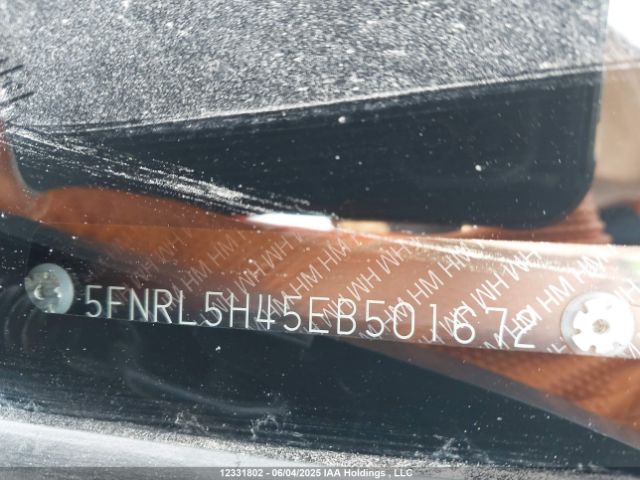 5FNRL5H45EB501672
12331802 - 06/04/2025 IAA Holdings , LLC